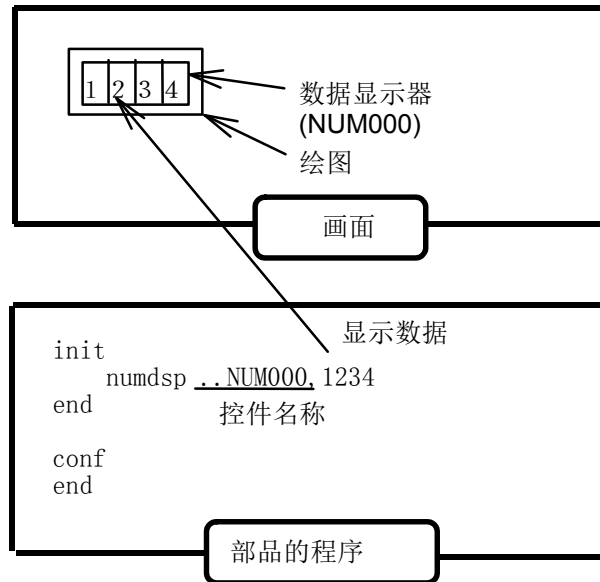 1 2 3 4
数据显示器
(NUM000)
绘图
画面
显示数据
init
numdsp ..NUM000, 1234
end
控件名称
conf
end
部品的程序